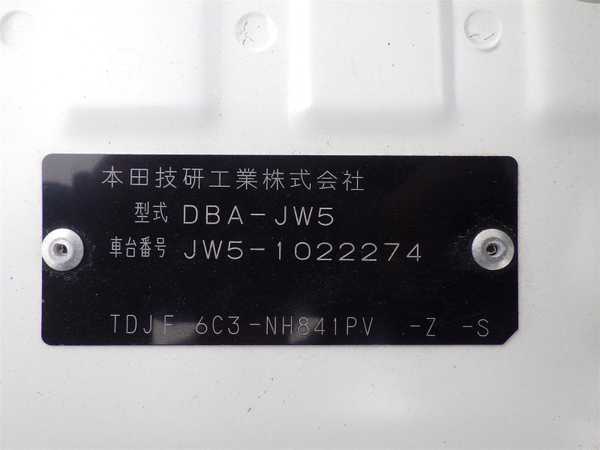 本田技研工業株式会社
型式 DBA-JW5
車台番号 JW5-1022274
TDJF 6C3-NH841PV -Z -S